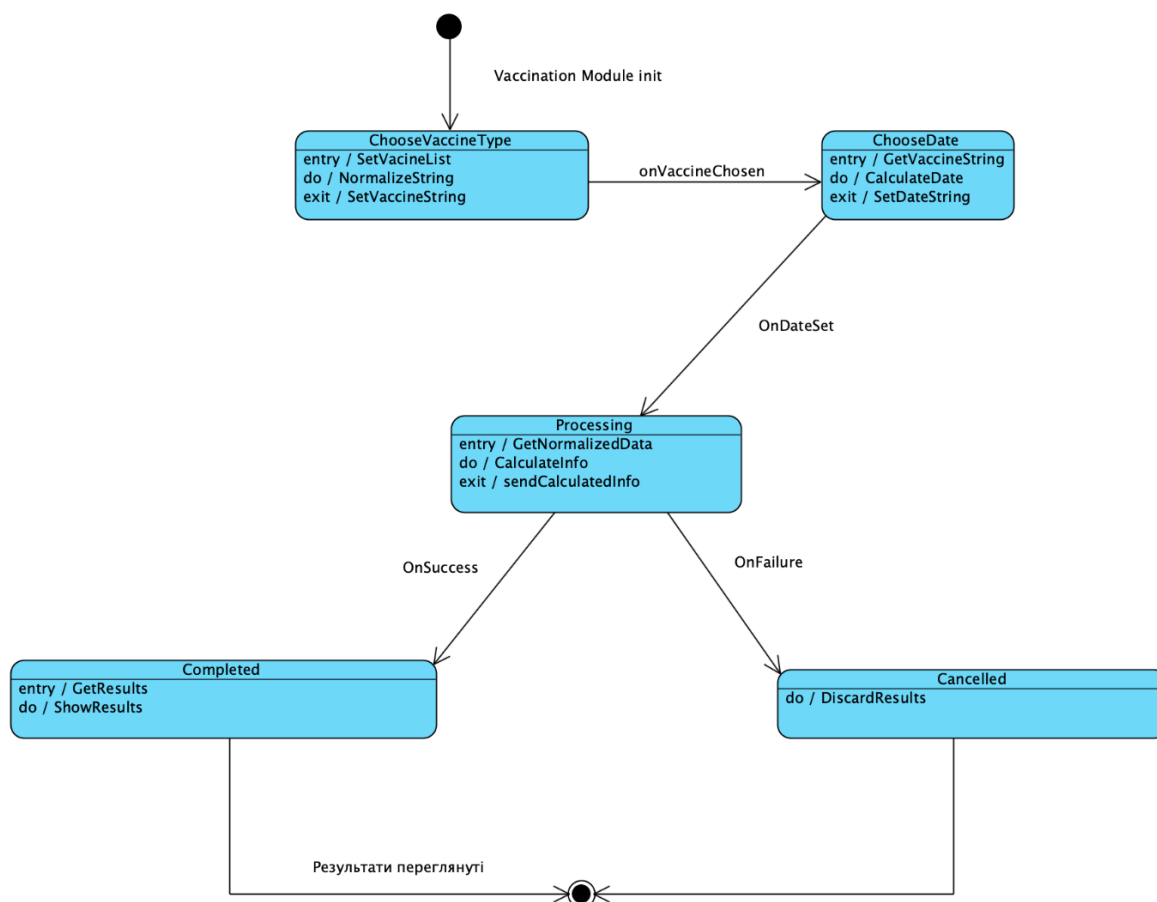 Vaccination Module init
ChooseVaccineType
entry / SetVacineList
do / NormalizeString
exit / SetVaccineString
onVaccineChosen
ChooseDate
entry / GetVaccineString
do / CalculateDate
exit / SetDateString
OnDateSet
Processing
entry / GetNormalizedData
do / CalculateInfo
exit / sendCalculatedInfo
OnSuccess
OnFailure
Completed
entry / GetResults
do / ShowResults
Cancelled
do / DiscardResults
Результати переглянуті